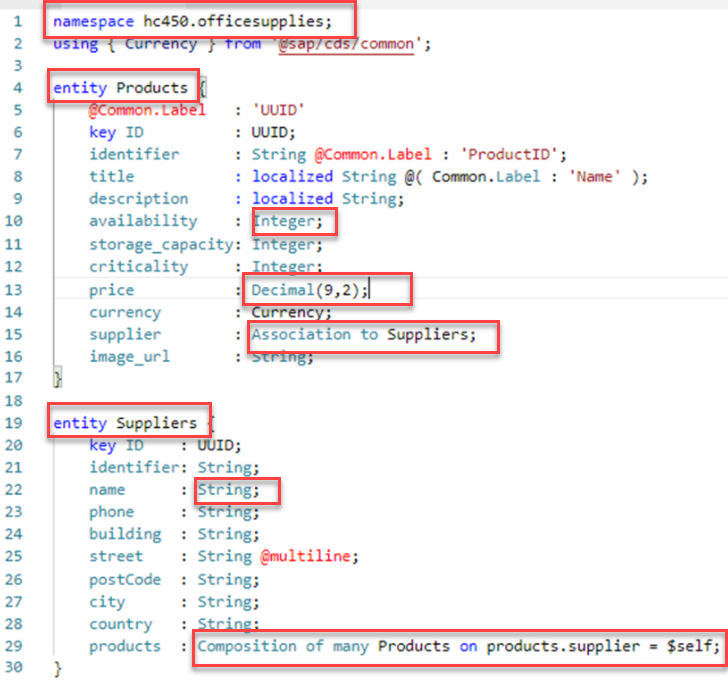 1 namespace hc450.officesupplies;
2 using { Currency } from '@sap/cds/common';
3
4 entity Products {
5 @Common.Label : 'UUID'
6 key ID : UUID;
7 identifier : String @Common.Label : 'ProductID';
8 title : localized String @( Common.Label : 'Name' );
9 description : localized String;
10 availability : Integer;
11 storage_capacity: Integer;
12 criticality : Integer;
13 price : Decimal(9,2);
14 currency : Currency;
15 supplier : Association to Suppliers;
16 image_url : String;
17 }
18
19 entity Suppliers {
20 key ID : UUID;
21 identifier: String;
22 name : String;
23 phone : String;
24 building : String;
25 street : String @multiline;
26 postCode : String;
27 city : String;
28 country : String;
29 products : Composition of many Products on products.supplier = $self;
30 }